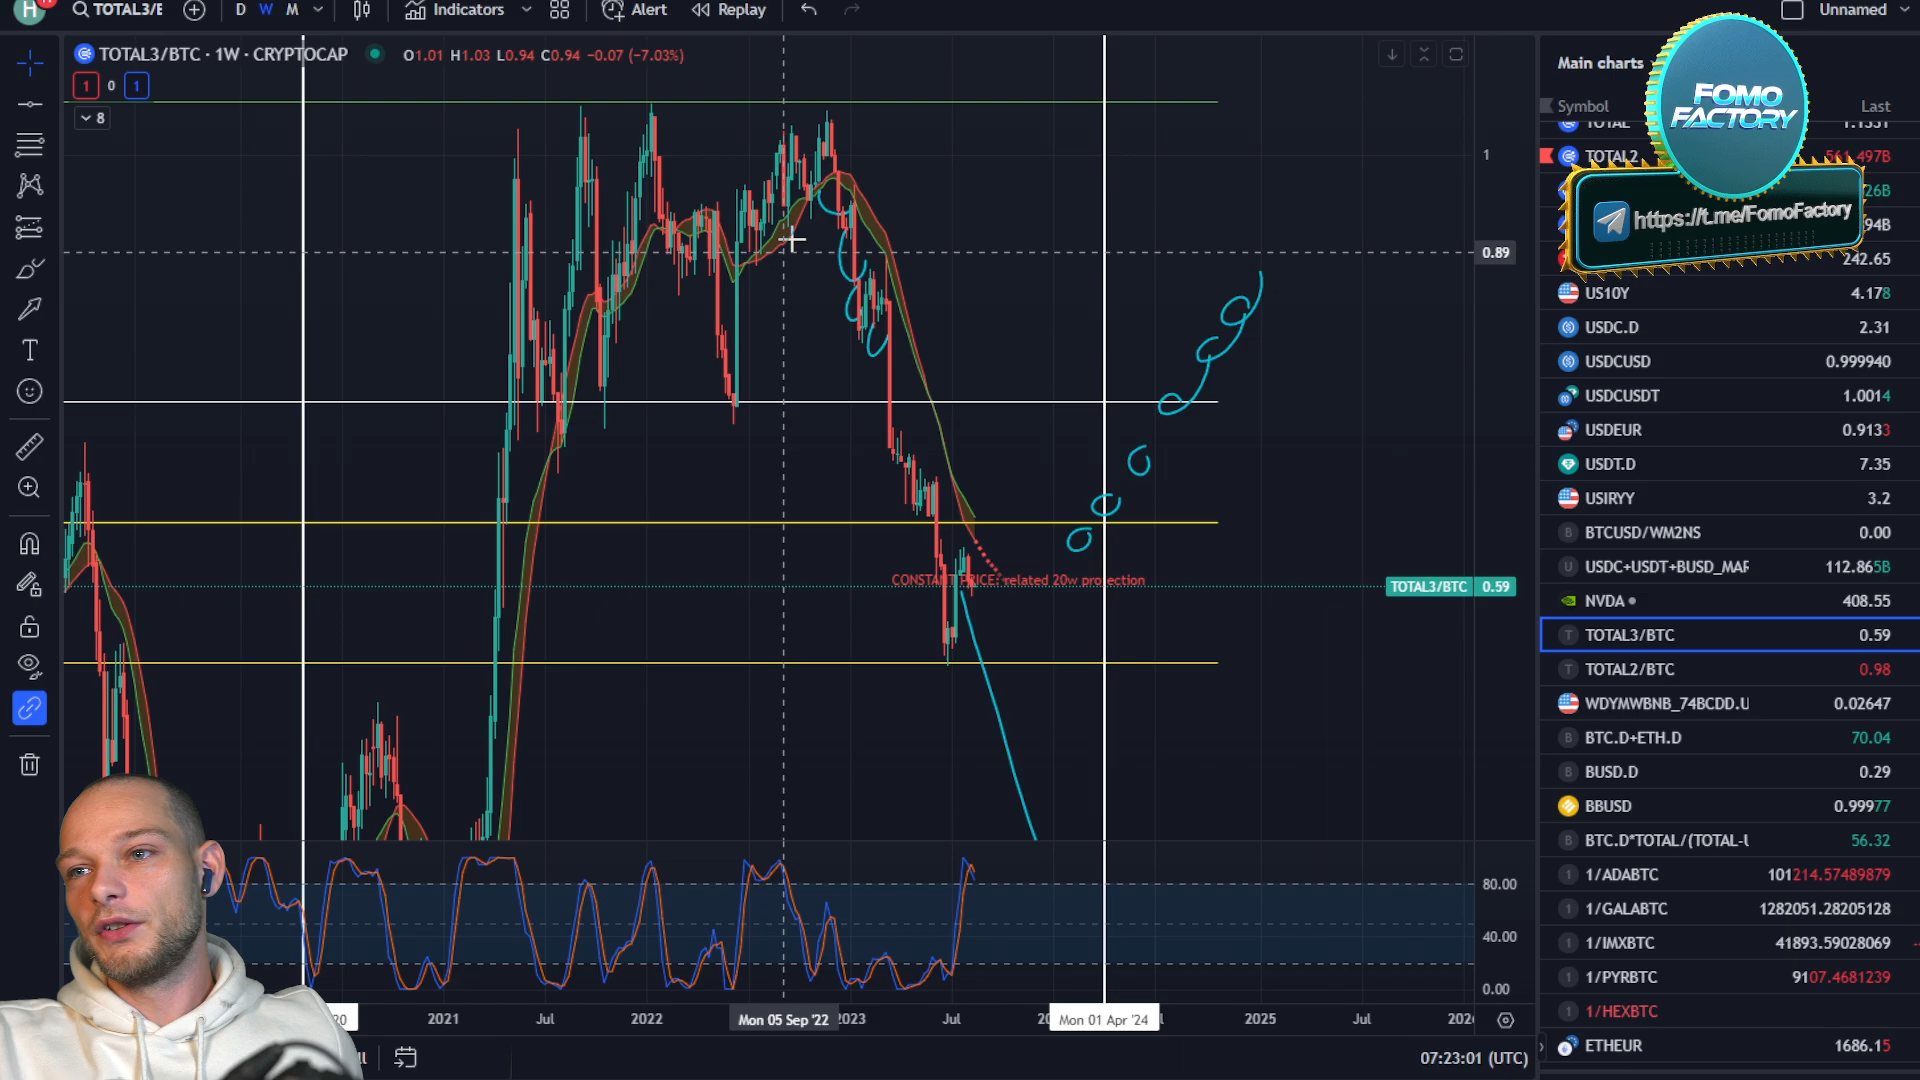 H
TOTAL3/E
D W M
Indicators
Alert
Replay
Unnamed
TOTAL3/BTC · 1W · CRYPTOCAP
O1.01 H1.03 L0.94 C0.94 −0.07 (−7.03%)
1 0 1
8
1
0.89
TOTAL3/BTC 0.59
CONSTANT PRICE: related 20w projection
80.00
40.00
0.00
20
2021
Jul
2022
Mon 05 Sep '22
2023
Jul
Mon 01 Apr '24
2025
Jul
07:23:01 (UTC)
Main charts
Symbol Last
TOTAL
TOTAL2 561.497B
FOMO
FACTORY
https://t.me/FomoFactory
26B
94B
242.65
US10Y 4.178
USDC.D 2.31
USDCUSD 0.999940
USDCUSDT 1.0014
USDEUR 0.9133
USDT.D 7.35
USIRYY 3.2
BTCUSD/WM2NS 0.00
USDC+USDT+BUSD_MAR 112.865B
NVDA 408.55
TOTAL3/BTC 0.59
TOTAL2/BTC 0.98
WDYMWBNB_74BCDD.U 0.02647
BTC.D+ETH.D 70.04
BUSD.D 0.29
BBUSD 0.99977
BTC.D*TOTAL/(TOTAL-U 56.32
1/ADABTC 101214.57489879
1/GALABTC 1282051.28205128
1/IMXBTC 41893.59028069
1/PYRBTC 9107.4681239
1/HEXBTC
ETHEUR 1686.15